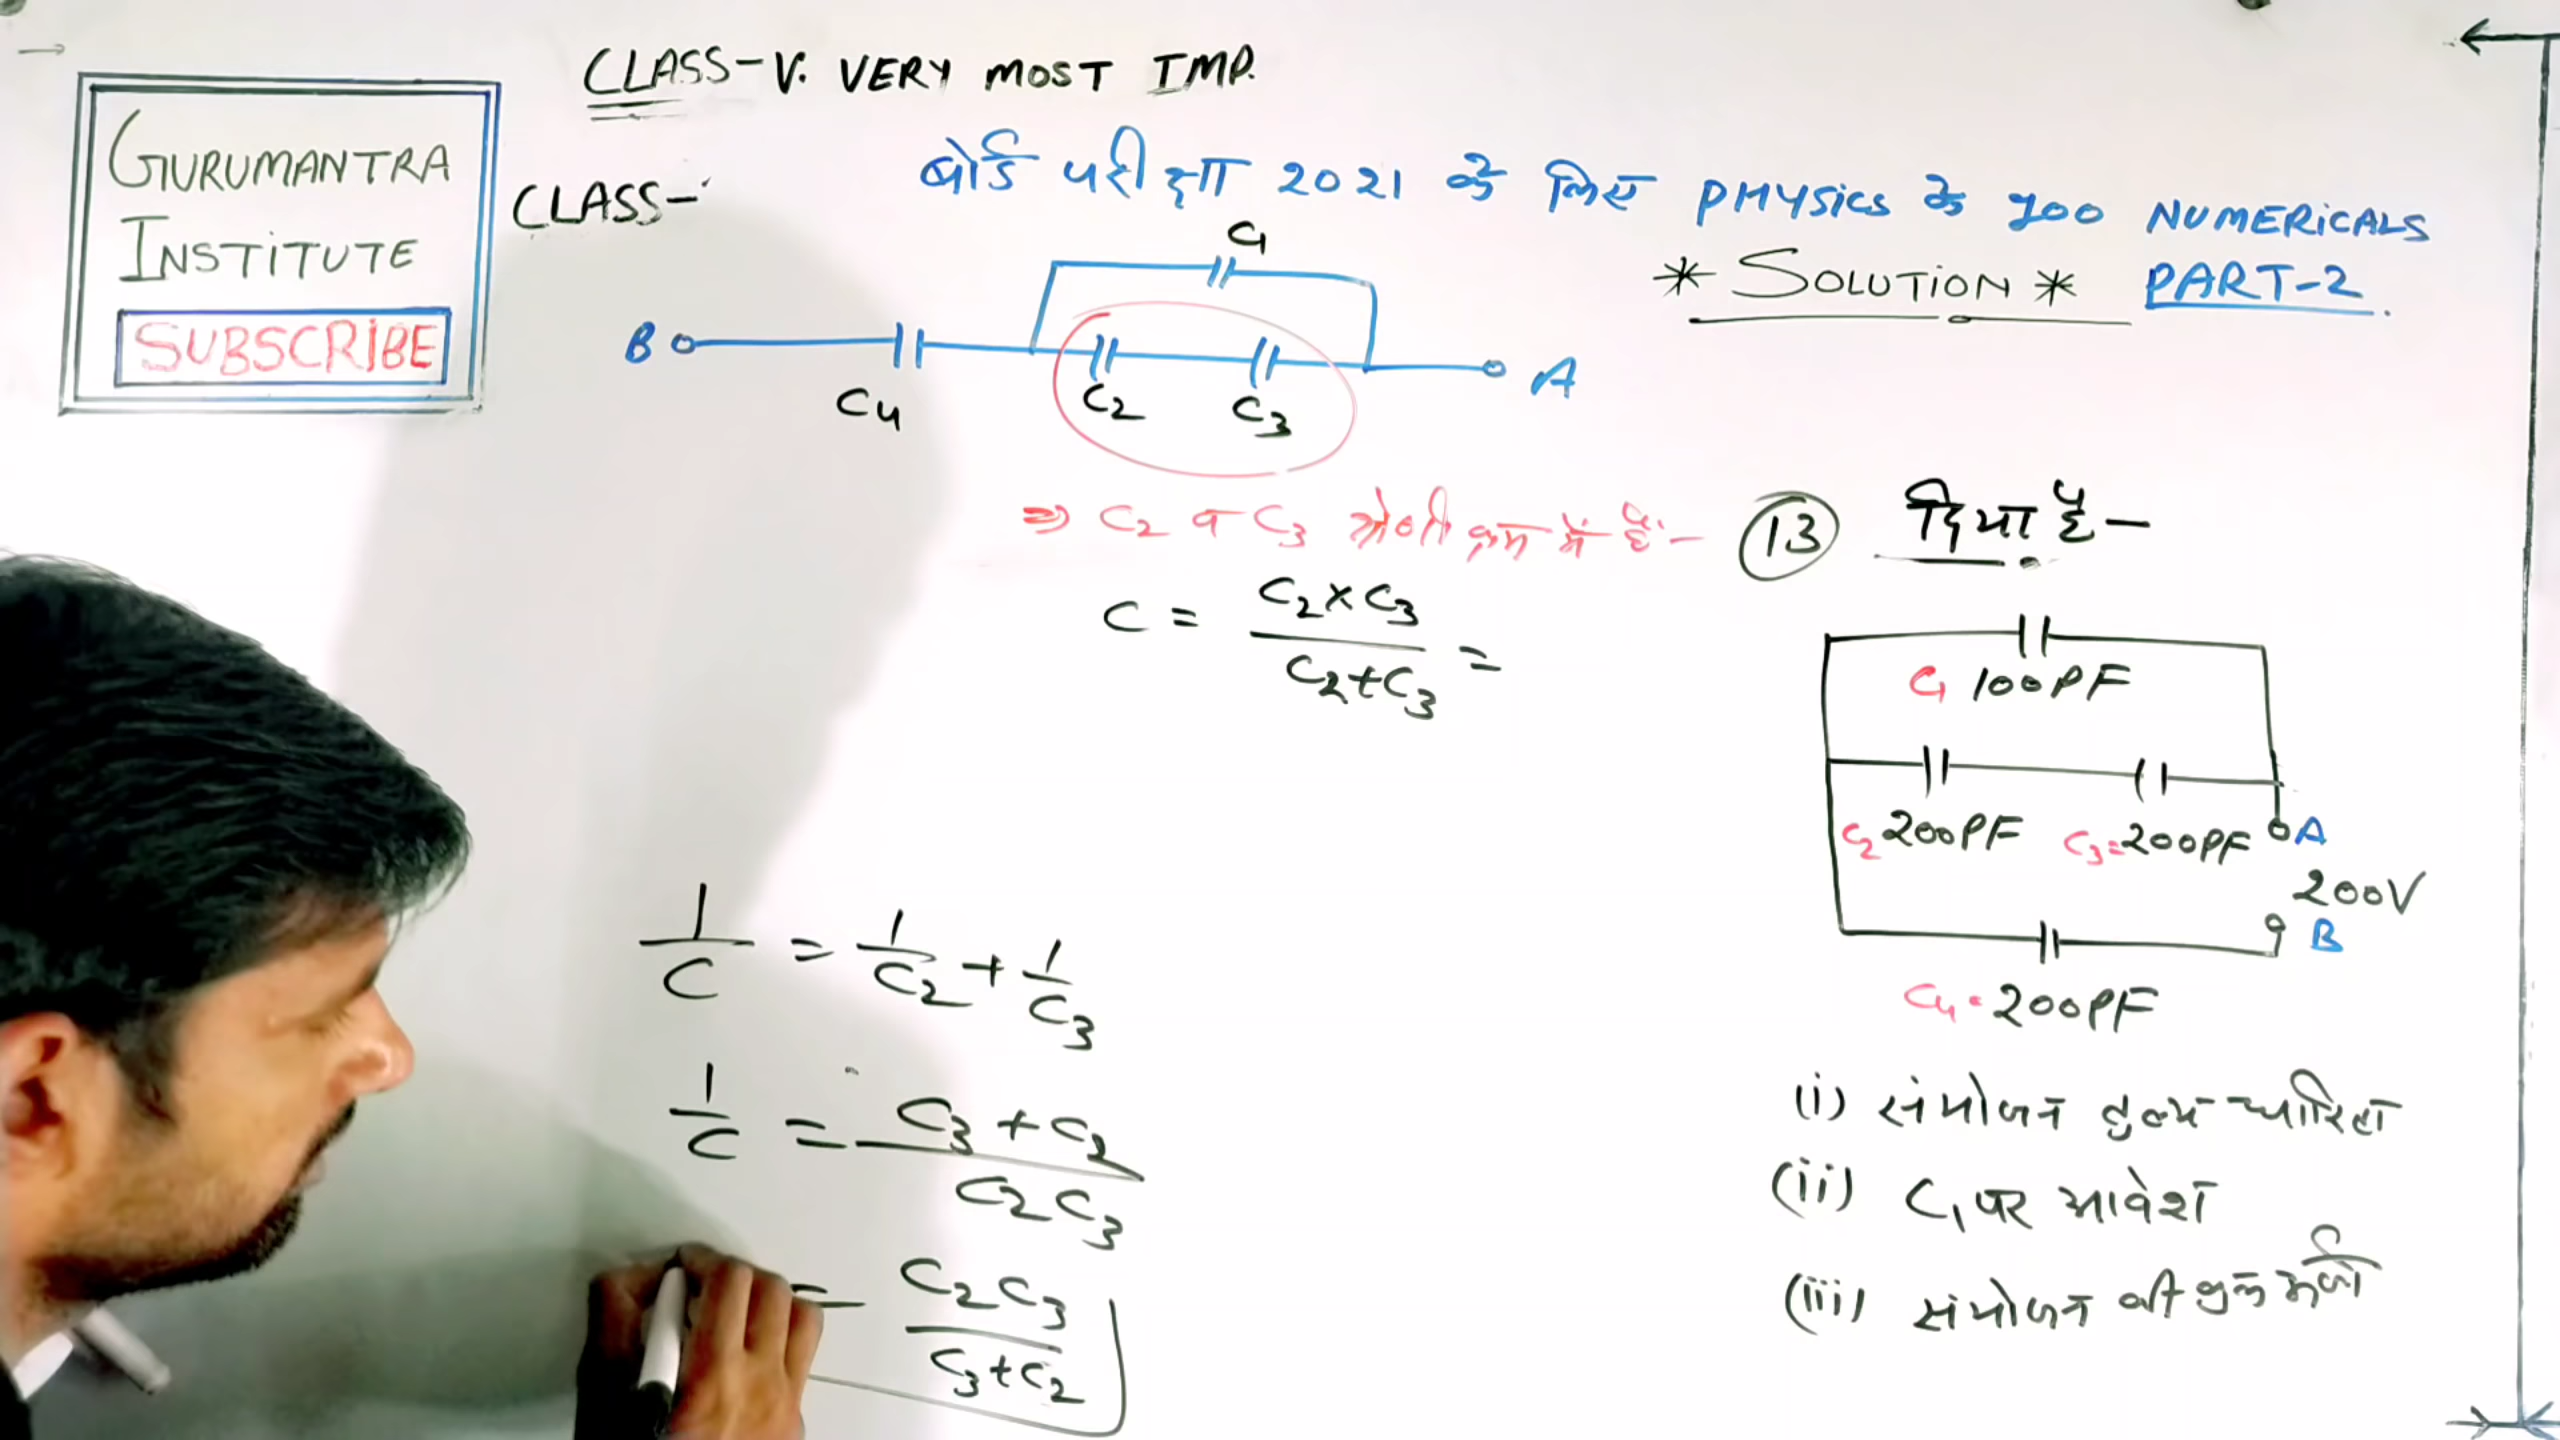 CLASS-V. VERY MOST IMP.
GURUMANTRA
INSTITUTE
SUBSCRIBE
CLASS-
बोर्ड परीक्षा 2021 के लिए PHYSICS के 700 NUMERICALS
* SOLUTION * PART-2.
C1
B A
C4 C2 C3
⇒ C2 व C3 श्रेणी क्रम में हैं.-
C = C2×C3 / C2+C3 =
1/C = 1/C2 + 1/C3
1/C = C3+C2 / C2C3
= C2C3 / C3+C2
13 दिया है-
C1 100PF
C2 200PF C3=200PF A
200V
B
C4. 200PF
(i) संयोजन तुल्य धारिता
(ii) C1 पर आवेश
(iii) संयोजन की कुल ऊर्जा